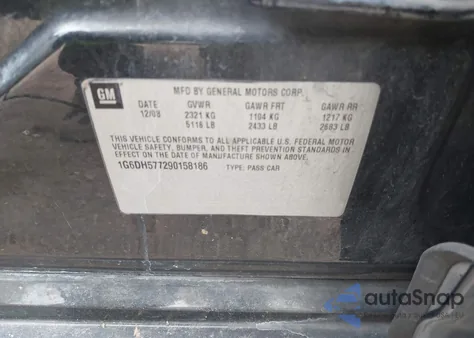 GM
MFD BY GENERAL MOTORS CORP.
DATE GVWR GAWR FRT GAWR RR
12/08 2321 KG 1104 KG 1217 KG
5116 LB 2433 LB 2683 LB
THIS VEHICLE CONFORMS TO ALL APPLICABLE U.S. FEDERAL MOTOR
VEHICLE SAFETY, BUMPER, AND THEFT PREVENTION STANDARDS IN
EFFECT ON THE DATE OF MANUFACTURE SHOWN ABOVE.
1G6DH577290158186 TYPE: PASS CAR
autoSnap